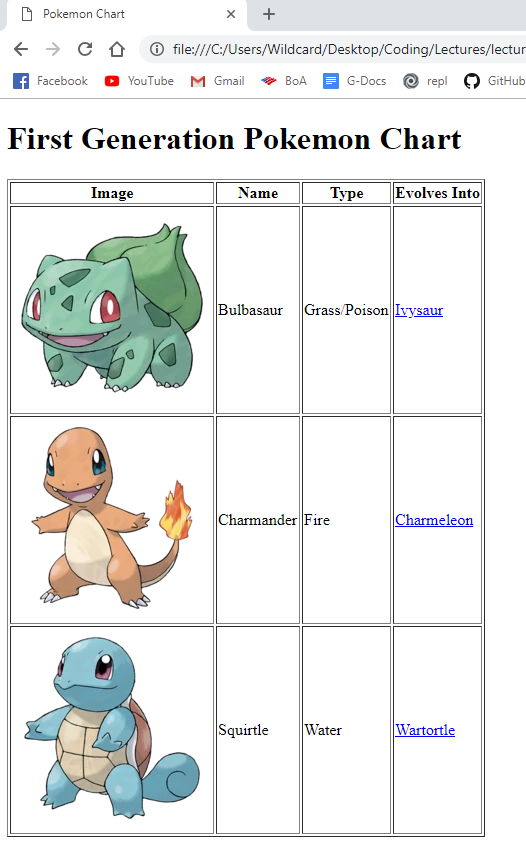 Pokemon Chart
file:///C:/Users/Wildcard/Desktop/Coding/Lectures/lectur
Facebook YouTube Gmail BoA G-Docs repl GitHub
First Generation Pokemon Chart
Image Name Type Evolves Into
Bulbasaur Grass/Poison Ivysaur
Charmander Fire Charmeleon
Squirtle Water Wartortle